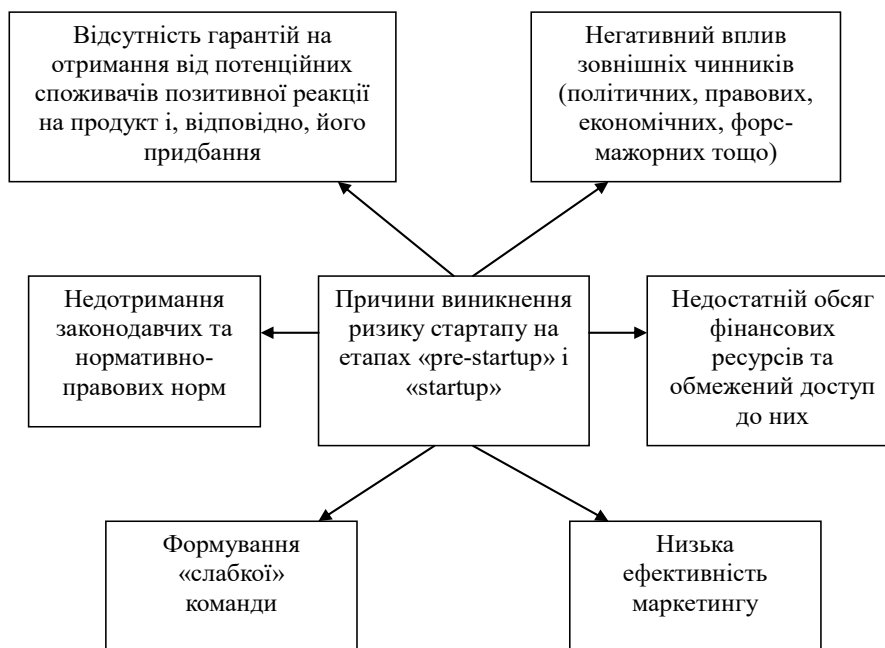 Відсутність гарантій на
отримання від потенційних
споживачів позитивної реакції
на продукт і, відповідно, його
придбання
Негативний вплив
зовнішніх чинників
(політичних, правових,
економічних, форс-
мажорних тощо)
Недотримання
законодавчих та
нормативно-
правових норм
Причини виникнення
ризику стартапу на
етапах «pre-startup» і
«startup»
Недостатній обсяг
фінансових
ресурсів та
обмежений доступ
до них
Формування
«слабкої»
команди
Низька
ефективність
маркетингу